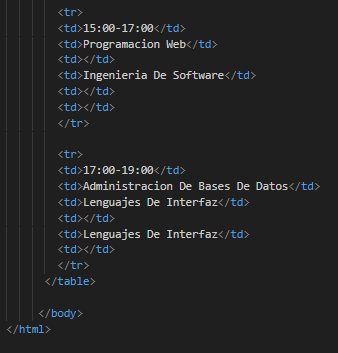 <tr>
<td>15:00-17:00</td>
<td>Programacion Web</td>
<td></td>
<td>Ingenieria De Software</td>
<td></td>
<td></td>
</tr>
<tr>
<td>17:00-19:00</td>
<td>Administracion De Bases De Datos</td>
<td>Lenguajes De Interfaz</td>
<td></td>
<td>Lenguajes De Interfaz</td>
<td></td>
</tr>
</table>
</body>
</html>